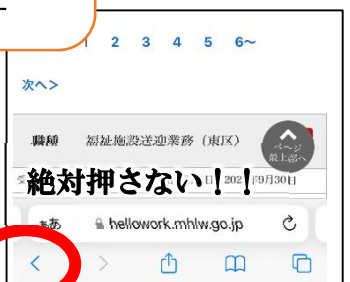 1 2 3 4 5 6~
次へ>
職種 福祉施設送迎業務（東区）
ページ
最上部へ
絶対押さない！！
日 202 年9月30日
ぁあ hellowork.mhlw.go.jp